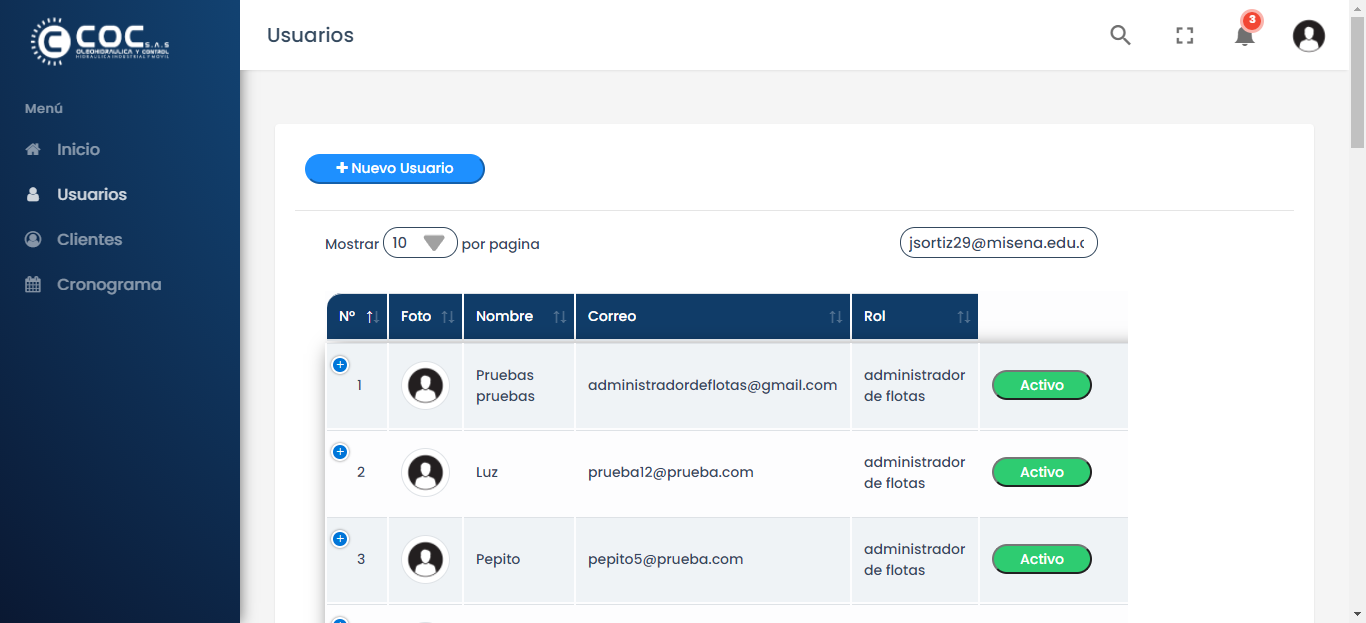 COC S.A.S
OLEOHIDRAULICA Y CONTROL
HIDRAULICA INDUSTRIAS Y MOVIL
Usuarios
3
Menú
Inicio
Usuarios
Clientes
Cronograma
Nuevo Usuario
Mostrar 10 por pagina
jsortiz29@misena.edu.c
Nº Foto Nombre Correo Rol
1 Pruebas pruebas administradordeflotas@gmail.com administrador de flotas Activo
2 Luz prueba12@prueba.com administrador de flotas Activo
3 Pepito pepito5@prueba.com administrador de flotas Activo